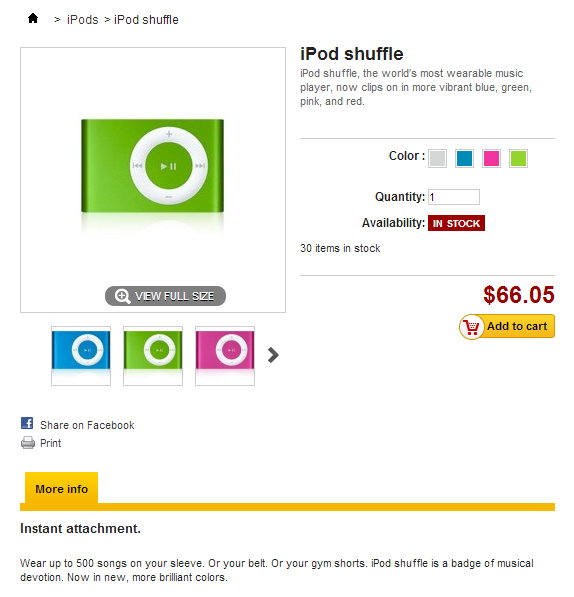 > iPods > iPod shuffle
iPod shuffle
iPod shuffle, the world's most wearable music
player, now clips on in more vibrant blue, green,
pink, and red.
Color :
Quantity: 1
Availability: IN STOCK
30 items in stock
$66.05
Add to cart
VIEW FULL SIZE
Share on Facebook
Print
More info
Instant attachment.
Wear up to 500 songs on your sleeve. Or your belt. Or your gym shorts. iPod shuffle is a badge of musical
devotion. Now in new, more brilliant colors.